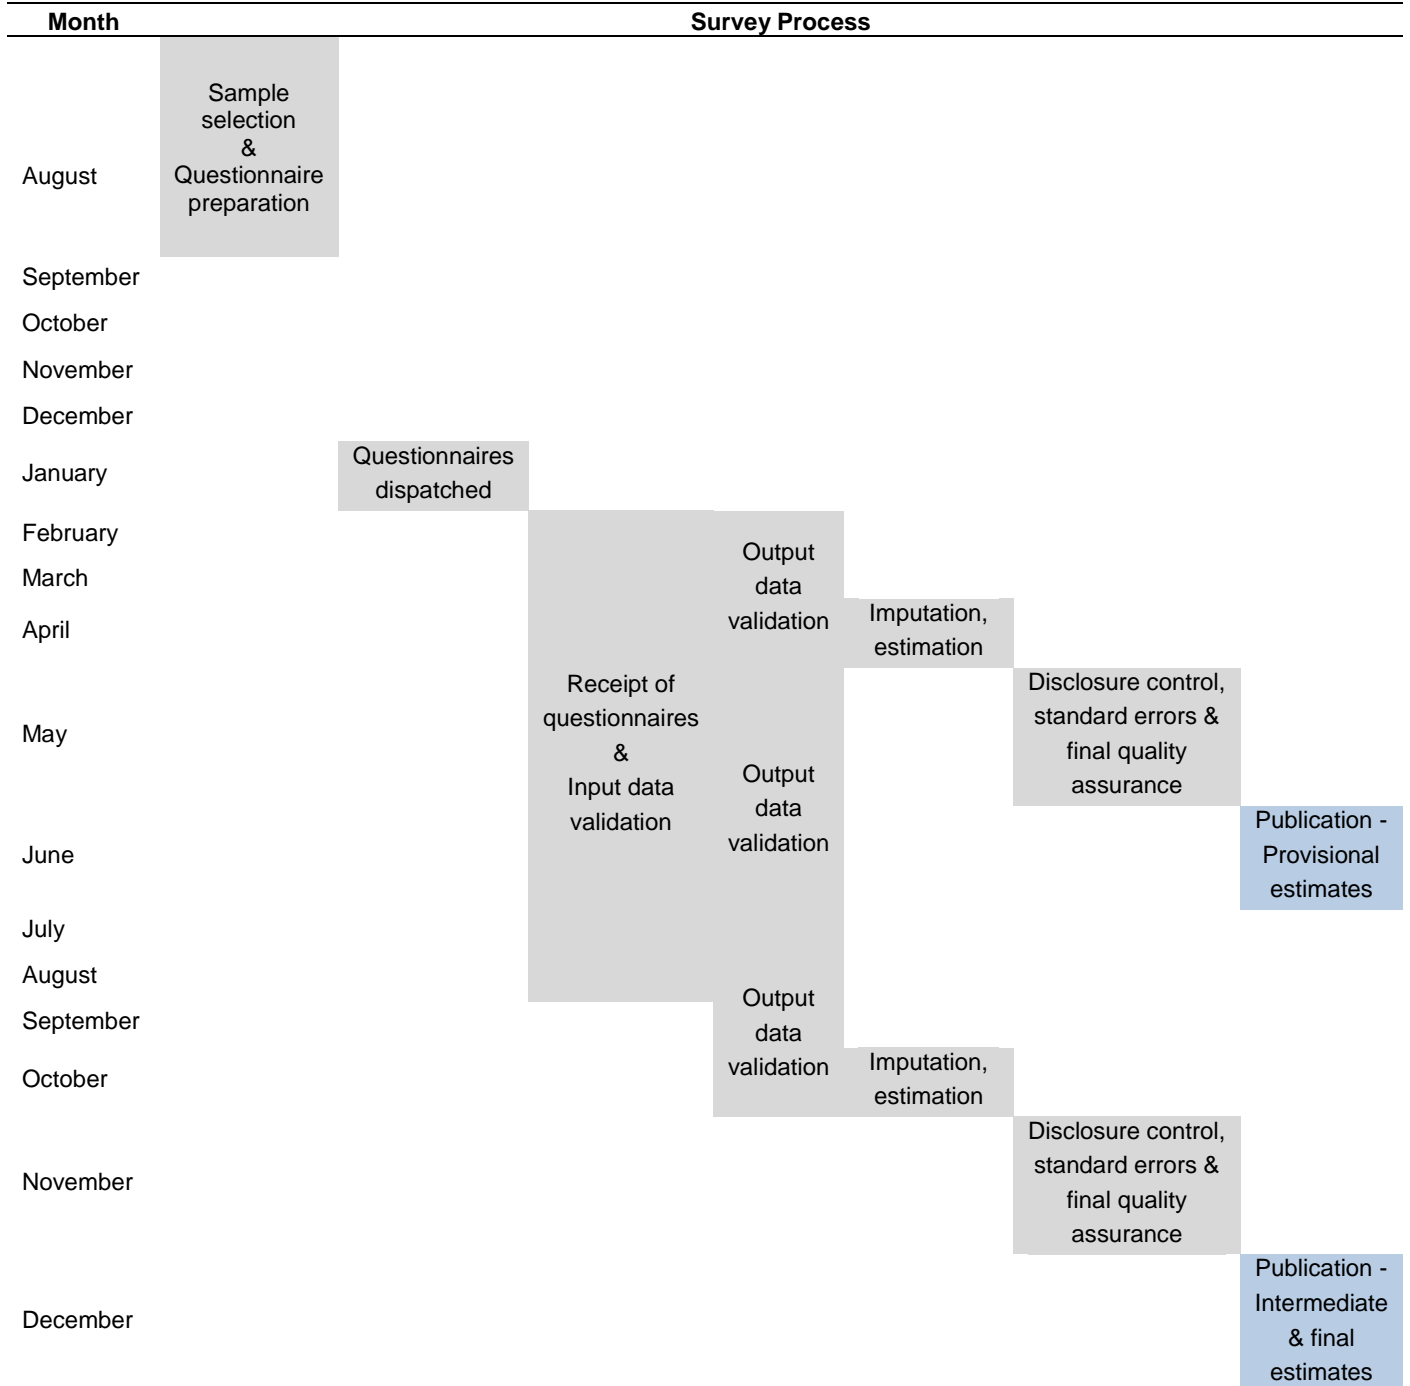 Month
Survey Process
August
Sample
selection
&
Questionnaire
preparation
September
October
November
December
January
Questionnaires
dispatched
February
March
April
Output
data
validation
Imputation,
estimation
May
Receipt of
questionnaires
&
Input data
validation
Output
data
validation
Disclosure control,
standard errors &
final quality
assurance
June
Publication -
Provisional
estimates
July
August
September
October
Output
data
validation
Imputation,
estimation
November
Disclosure control,
standard errors &
final quality
assurance
December
Publication -
Intermediate
& final
estimates